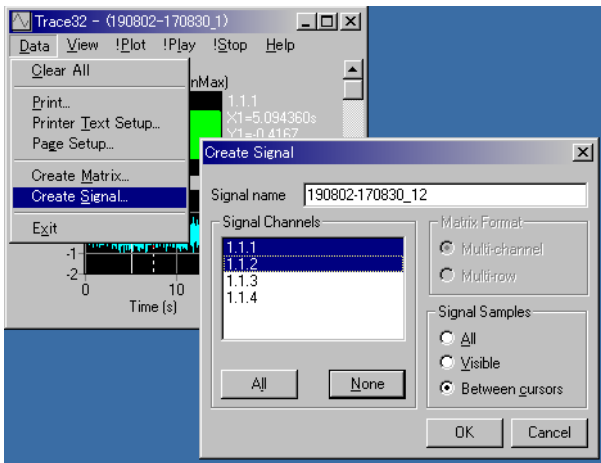 Trace32 - (190802-170830_1)
Data View !Plot !Play !Stop Help
Clear All
Print...
Printer Text Setup...
Page Setup...
Create Matrix...
Create Signal...
Exit
nMax)
1.1.1
X1=5.094360s
Y1=-0.4167
-1
-2
0 10
Time (s)
Create Signal
Signal name 190802-170830_12
Signal Channels
1.1.1
1.1.2
1.1.3
1.1.4
All None
Matrix Format
Multi-channel
Multi-row
Signal Samples
All
Visible
Between cursors
OK Cancel